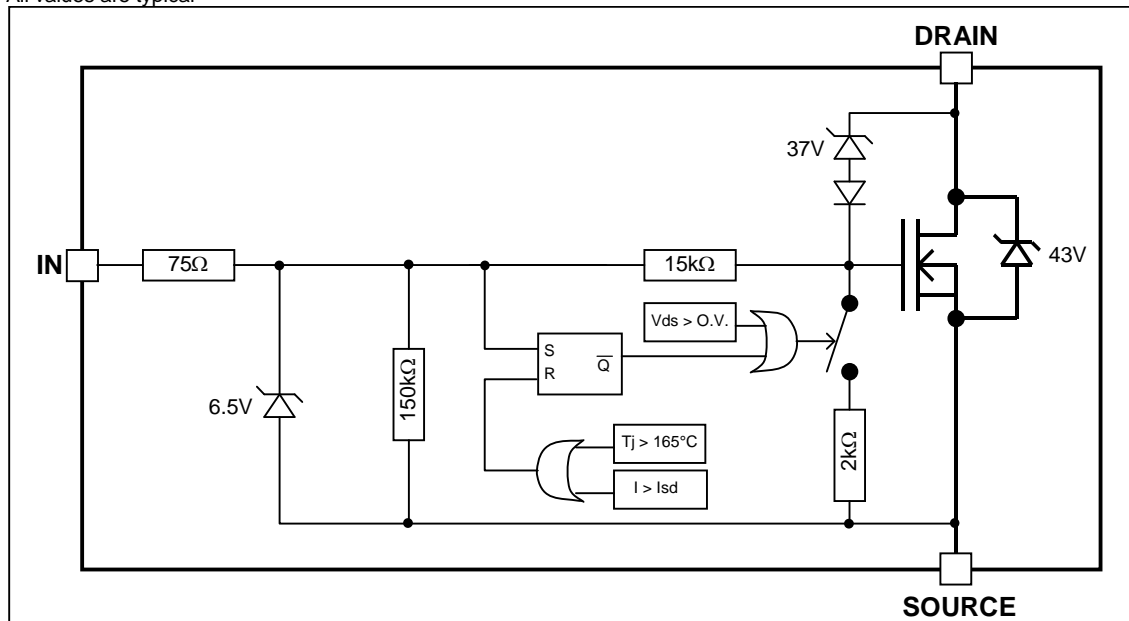 All values are typical
DRAIN
37V
IN
75Ω
15kΩ
43V
Vds > O.V.
S
R
Q̅
6.5V
150kΩ
Tj > 165°C
I > Isd
2kΩ
SOURCE